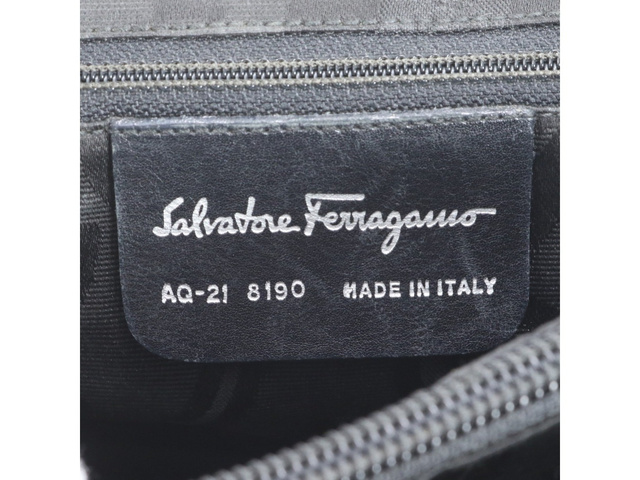 Salvatore Ferragamo
AQ-21 8190 MADE IN ITALY